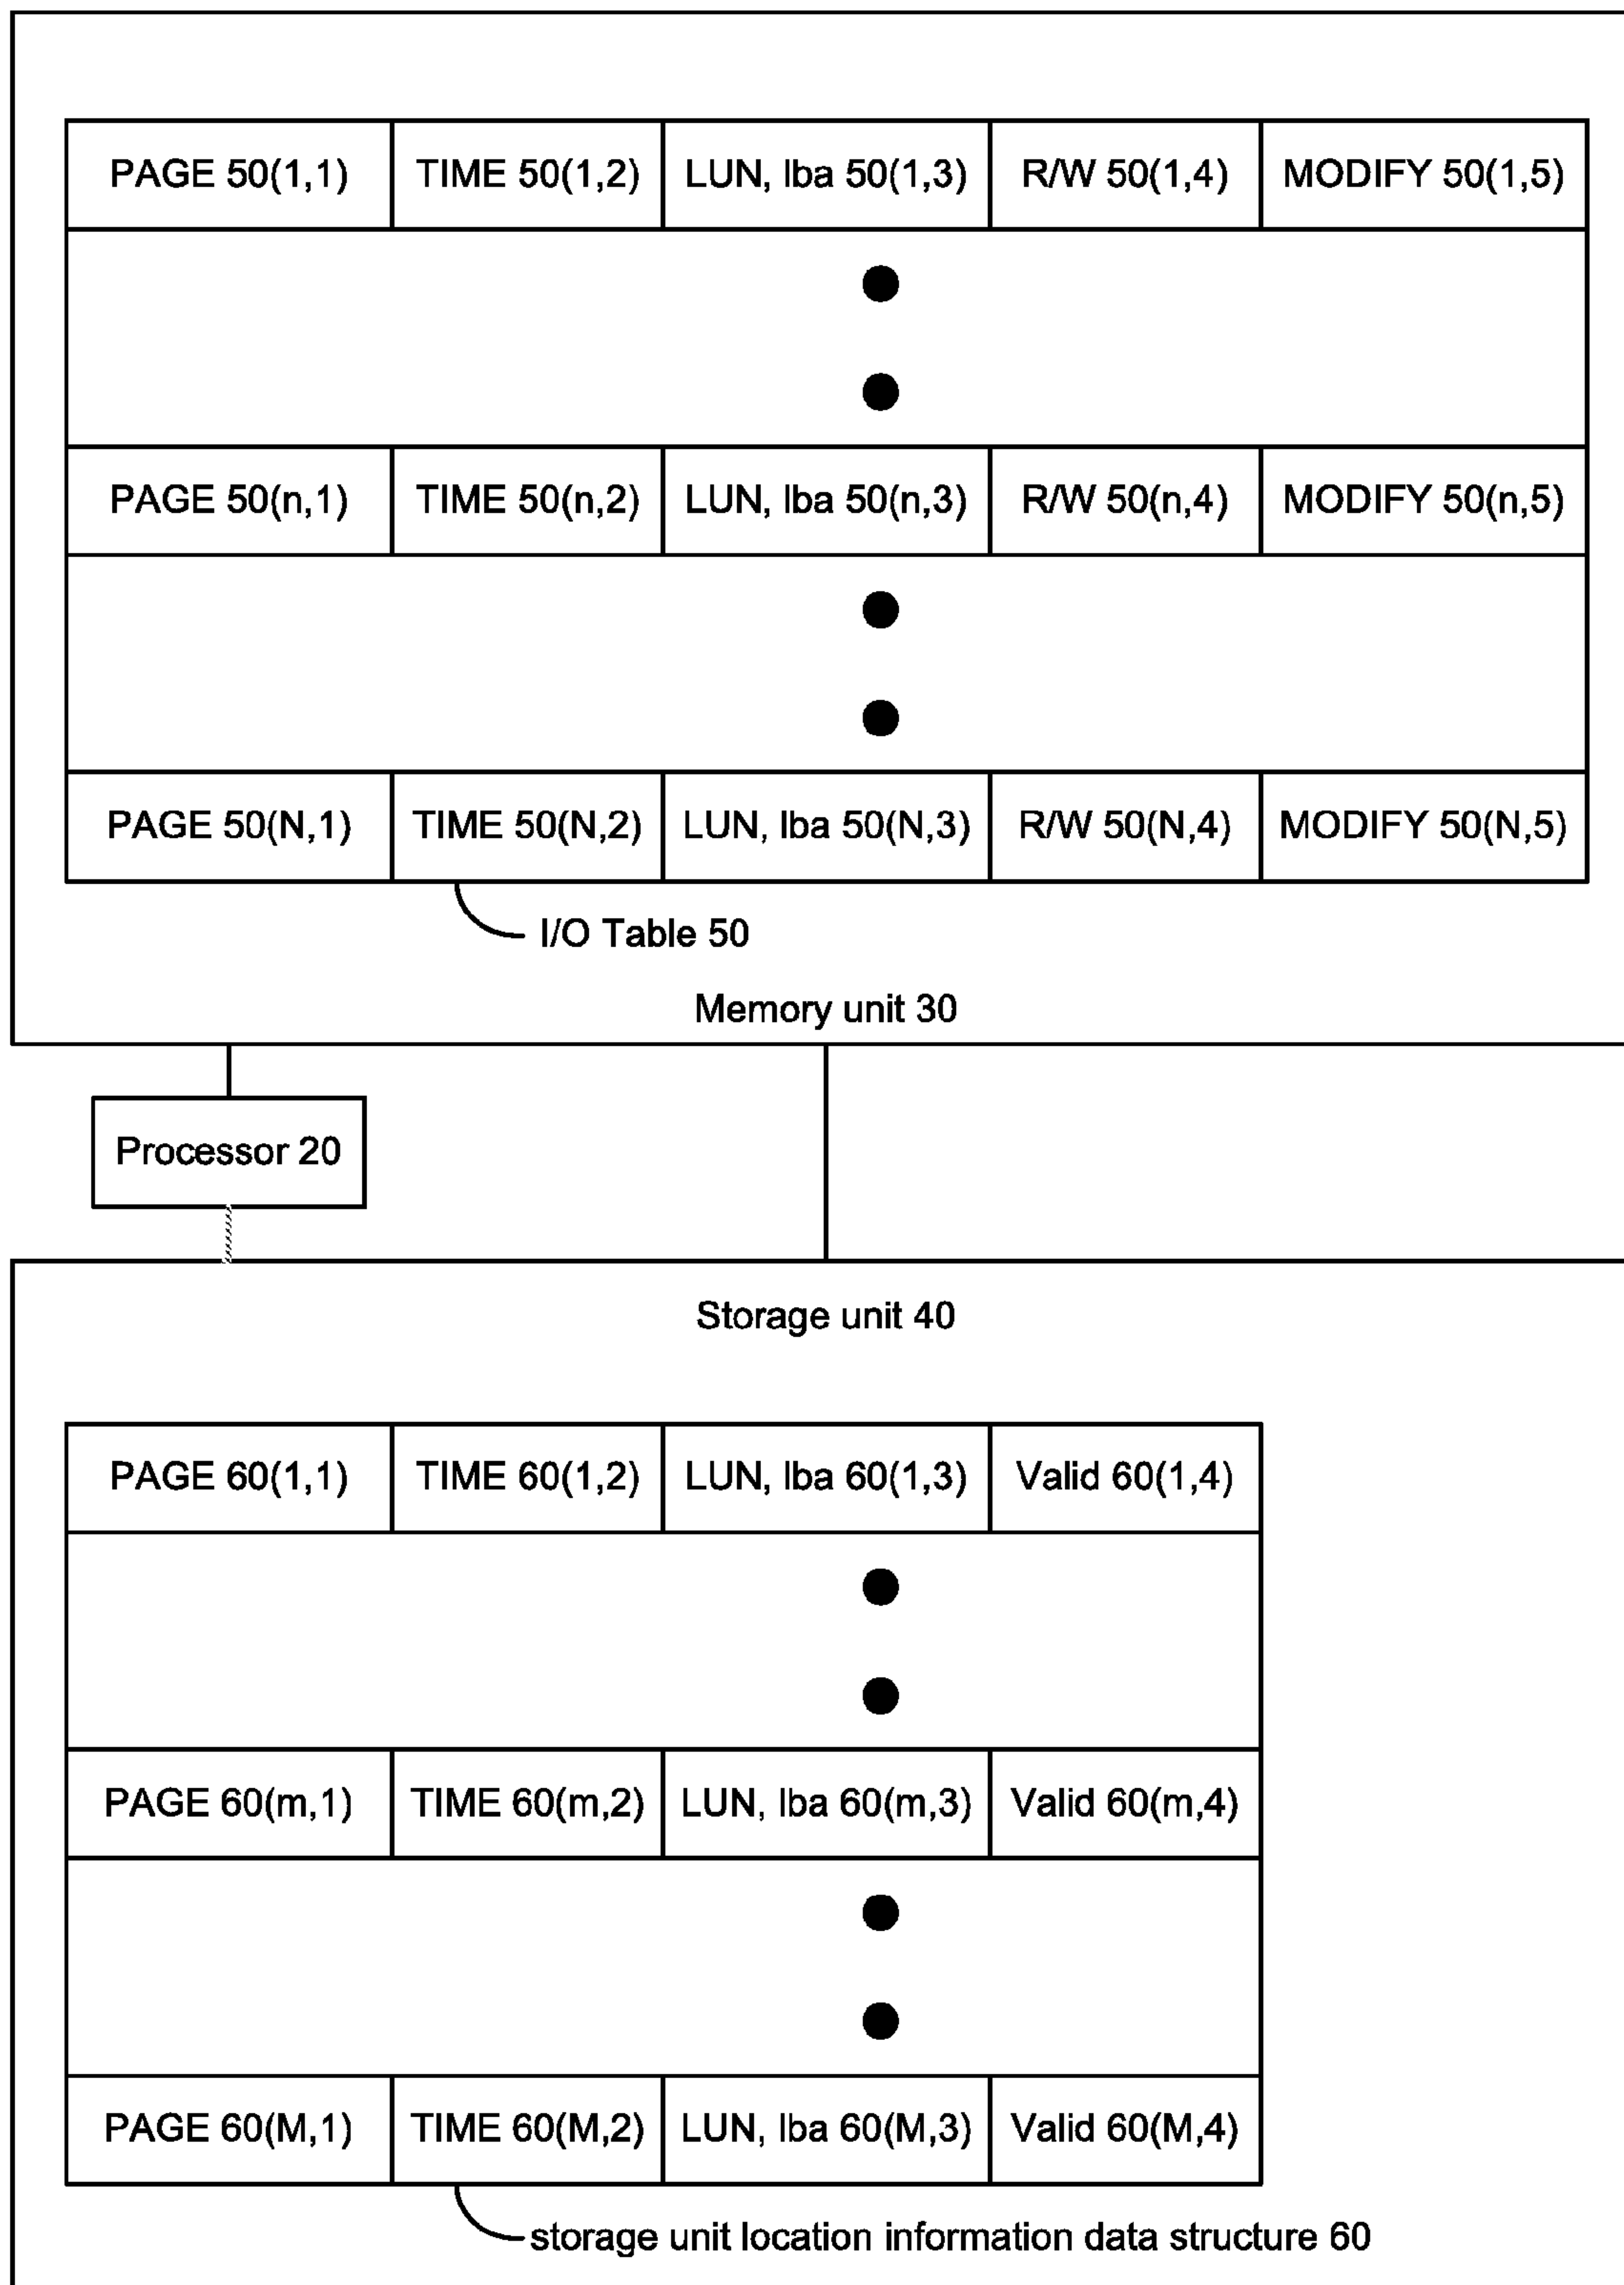 PAGE 50(1,1) TIME 50(1,2) LUN, lba 50(1,3) R/W 50(1,4) MODIFY 50(1,5)
PAGE 50(n,1) TIME 50(n,2) LUN, lba 50(n,3) R/W 50(n,4) MODIFY 50(n,5)
PAGE 50(N,1) TIME 50(N,2) LUN, lba 50(N,3) R/W 50(N,4) MODIFY 50(N,5)
I/O Table 50
Memory unit 30
Processor 20
Storage unit 40
PAGE 60(1,1) TIME 60(1,2) LUN, lba 60(1,3) Valid 60(1,4)
PAGE 60(m,1) TIME 60(m,2) LUN, lba 60(m,3) Valid 60(m,4)
PAGE 60(M,1) TIME 60(M,2) LUN, lba 60(M,3) Valid 60(M,4)
storage unit location information data structure 60